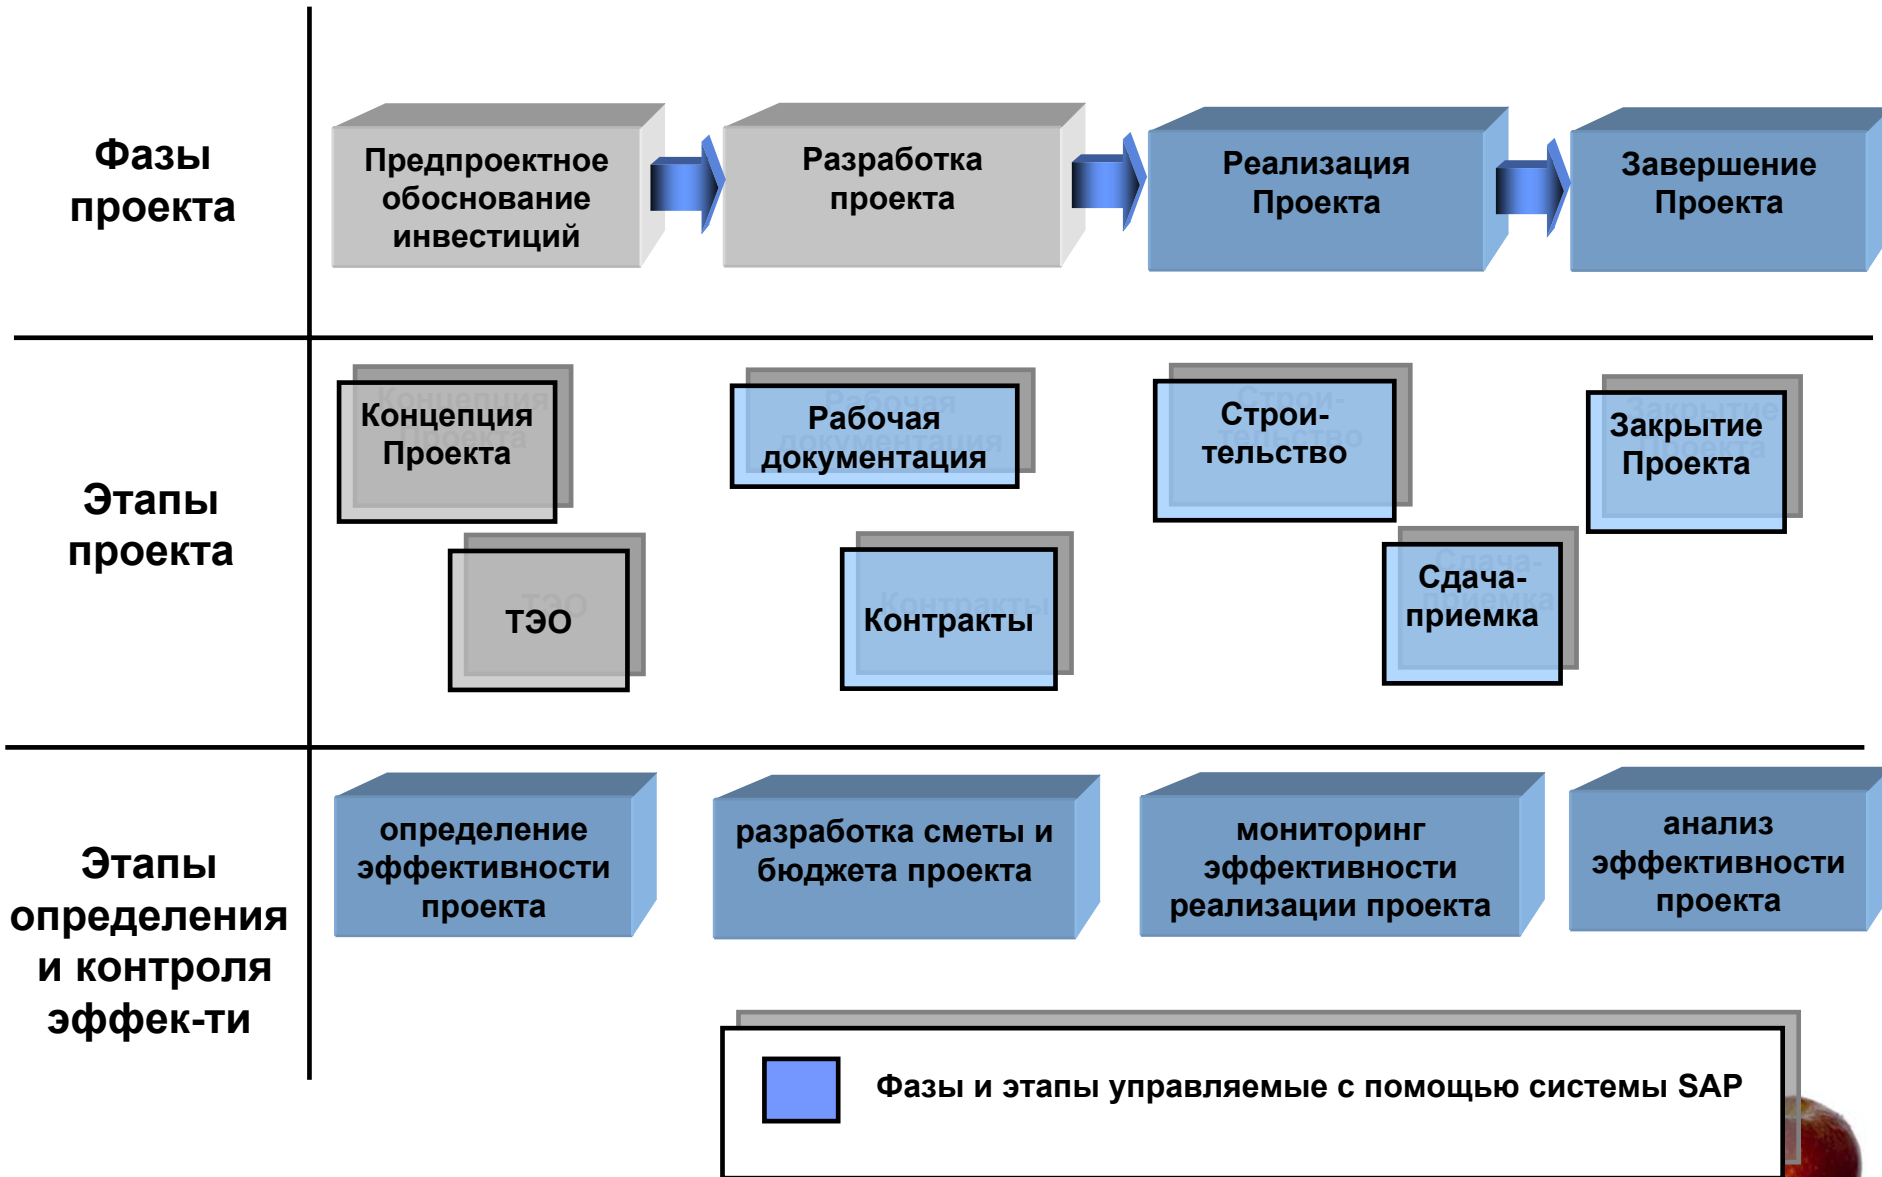 Фазы
проекта
Предпроектное
обоснование
инвестиций
Разработка
проекта
Реализация
Проекта
Завершение
Проекта
Этапы
проекта
Концепция
Проекта
ТЭО
Рабочая
документация
Контракты
Строи-
тельство
Сдача-
приемка
Закрытие
Проекта
Этапы
определения
и контроля
эффек-ти
определение
эффективности
проекта
разработка сметы и
бюджета проекта
мониторинг
эффективности
реализации проекта
анализ
эффективности
проекта
Фазы и этапы управляемые с помощью системы SAP